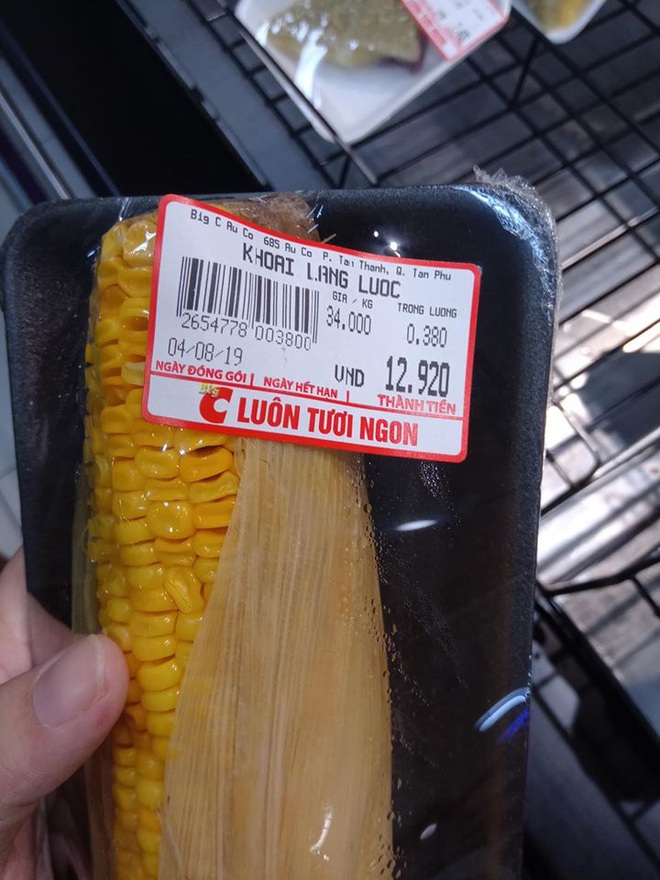 Big C Au Co 685 Au Co P. Tan Thanh, Q. Tam Phu
KHOAI LANG LUOC
GIA / KG
TRONG LUONG
34.000
0.380
2654778 003800
04/08/19
VND
12.920
NGÀY ĐÓNG GÓI
NGÀY HẾT HẠN
THÀNH TIỀN
BIG C LUÔN TƯƠI NGON